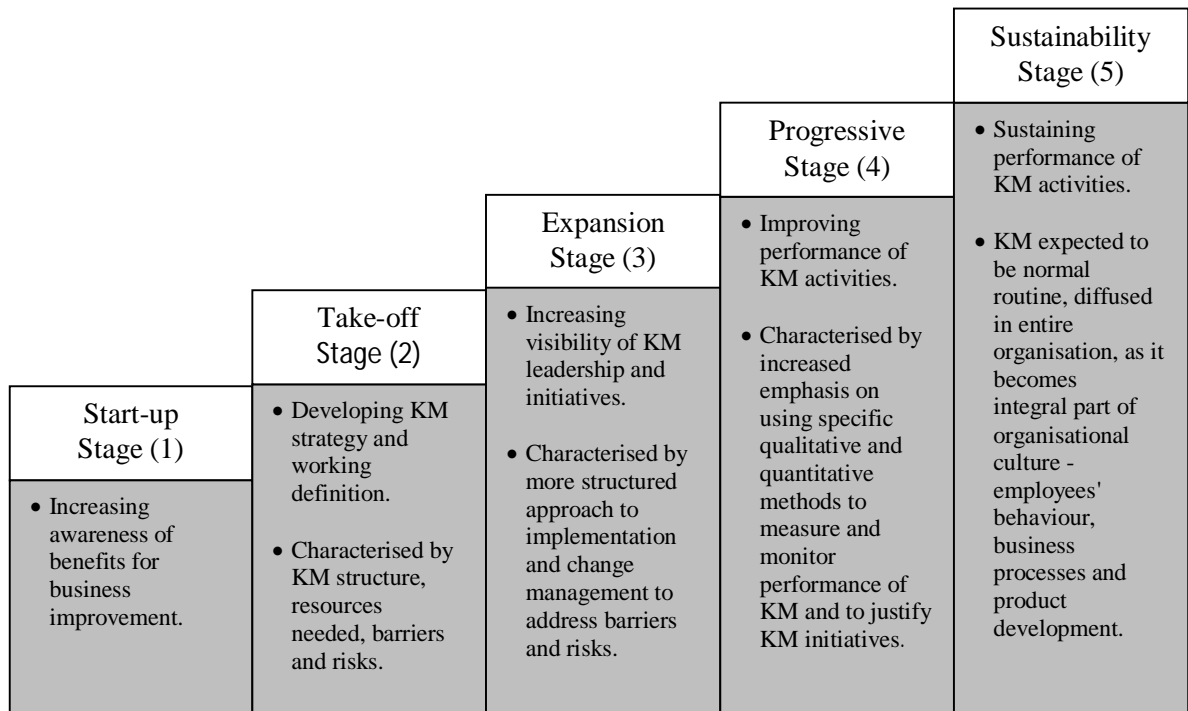 Start-up
Stage (1)
• Increasing
awareness of
benefits for
business
improvement.
Take-off
Stage (2)
• Developing KM
strategy and
working
definition.
• Characterised by
KM structure,
resources
needed, barriers
and risks.
Expansion
Stage (3)
• Increasing
visibility of KM
leadership and
initiatives.
• Characterised by
more structured
approach to
implementation
and change
management to
address barriers
and risks.
Progressive
Stage (4)
• Improving
performance of
KM activities.
• Characterised by
increased
emphasis on
using specific
qualitative and
quantitative
methods to
measure and
monitor
performance of
KM and to justify
KM initiatives.
Sustainability
Stage (5)
• Sustaining
performance of
KM activities.
• KM expected to
be normal
routine, diffused
in entire
organisation, as it
becomes
integral part of
organisational
culture -
employees'
behaviour,
business
processes and
product
development.